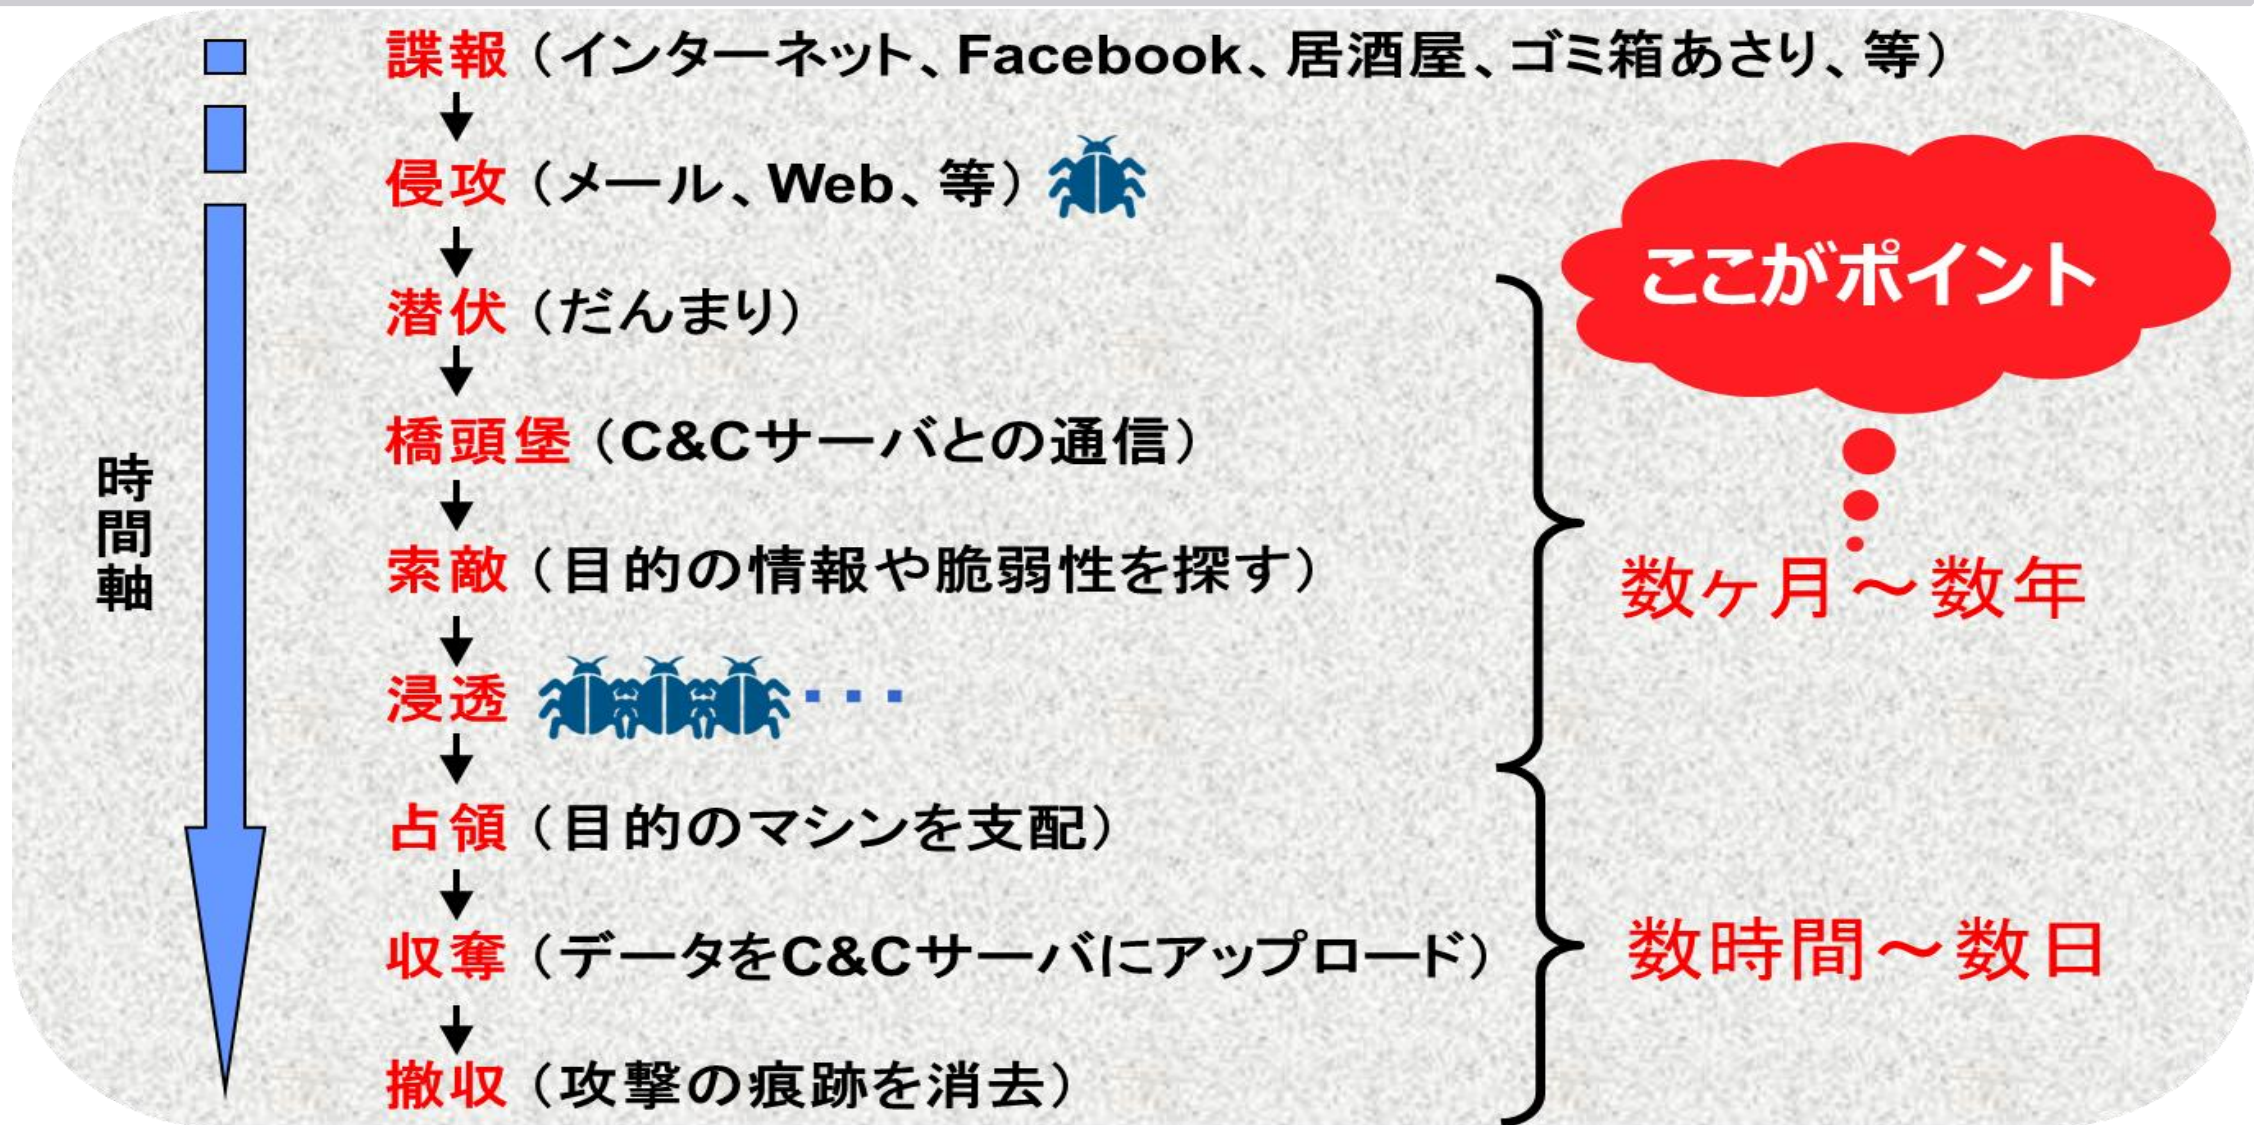 諜報（インターネット、Facebook、居酒屋、ゴミ箱あさり、等）
侵攻（メール、Web、等）
潜伏（だんまり）
橋頭堡（C&Cサーバとの通信）
索敵（目的の情報や脆弱性を探す）
浸透
占領（目的のマシンを支配）
収奪（データをC&Cサーバにアップロード）
撤収（攻撃の痕跡を消去）
時間軸
ここがポイント
数ヶ月～数年
数時間～数日